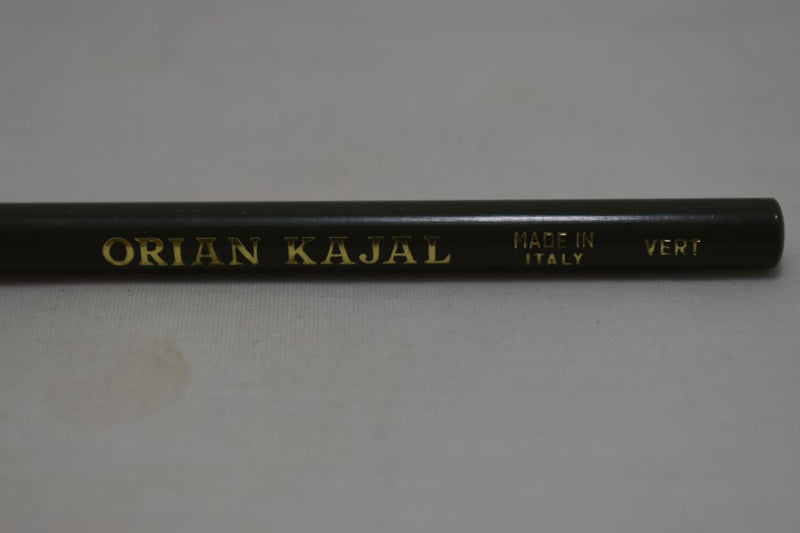 ORIAN KAJAL
MADE IN
ITALY
VERT